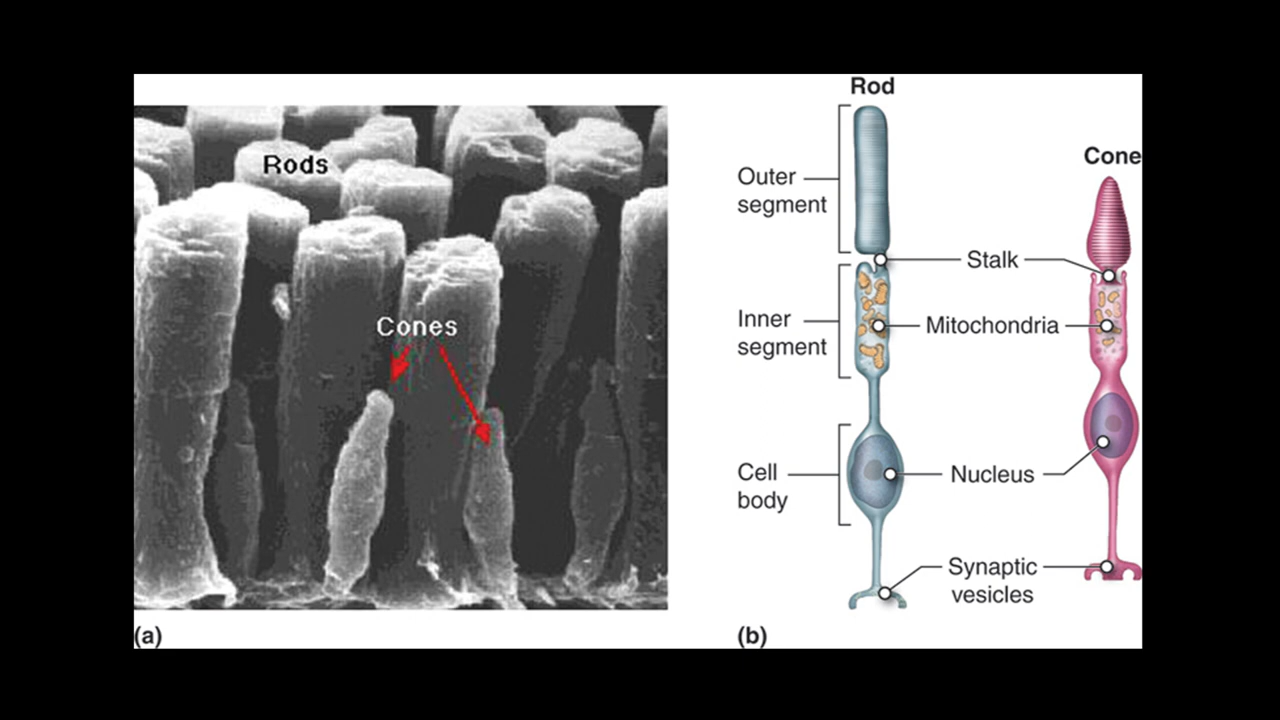 Rods
Cones
(a)
Rod
Cone
Outer
segment
Stalk
Inner
segment
Mitochondria
Cell
body
Nucleus
Synaptic
vesicles
(b)